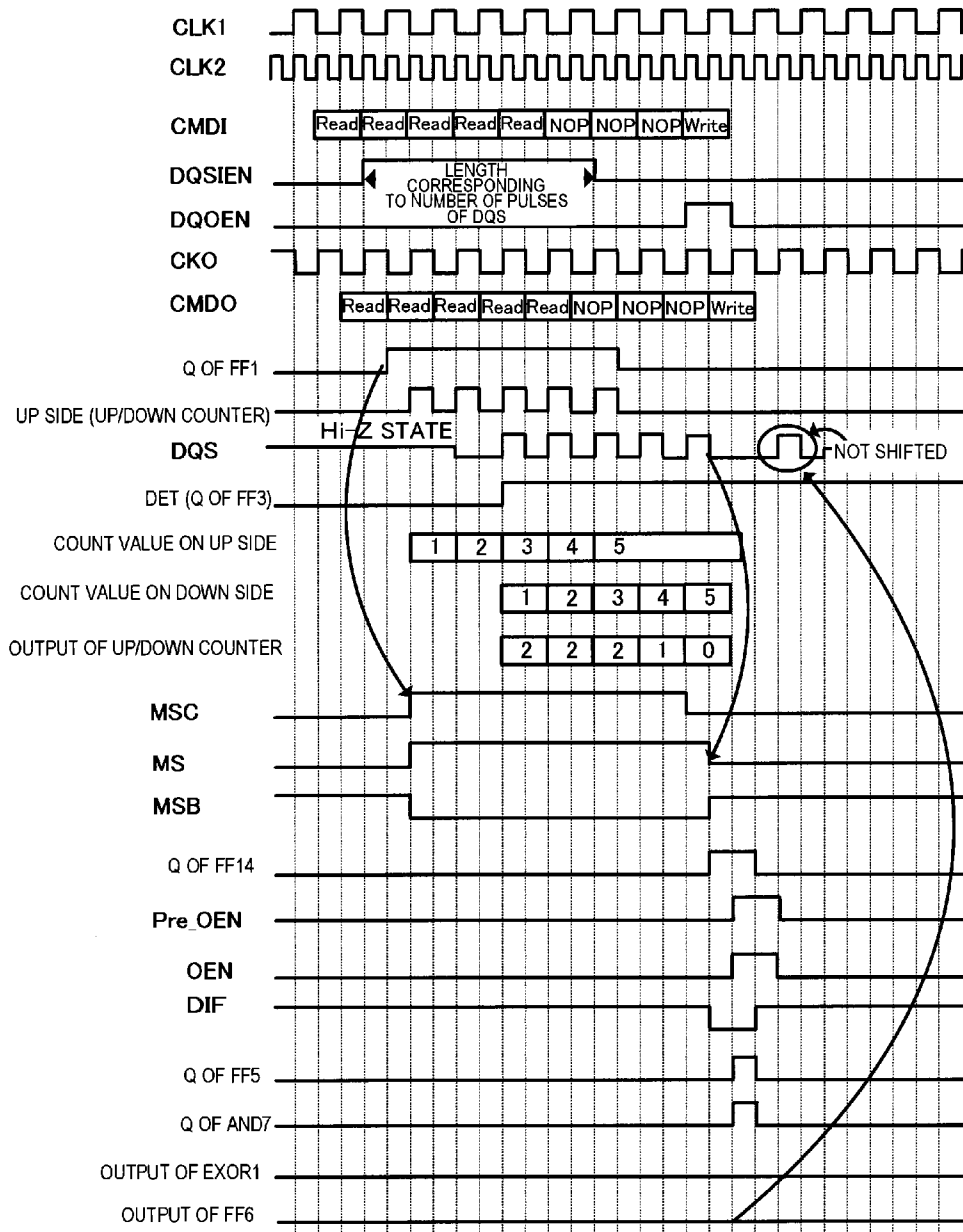 CLK1
CLK2
CMDI Read Read Read Read Read NOP NOP NOP Write
DQSIEN
LENGTH
CORRESPONDING
TO NUMBER OF PULSES
OF DQS
DQOEN
CKO
CMDO Read Read Read Read Read NOP NOP NOP Write
Q OF FF1
UP SIDE (UP/DOWN COUNTER)
Hi-Z STATE
DQS
NOT SHIFTED
DET (Q OF FF3)
COUNT VALUE ON UP SIDE 1 2 3 4 5
COUNT VALUE ON DOWN SIDE 1 2 3 4 5
OUTPUT OF UP/DOWN COUNTER 2 2 2 1 0
MSC
MS
MSB
Q OF FF14
Pre_OEN
OEN
DIF
Q OF FF5
Q OF AND7
OUTPUT OF EXOR1
OUTPUT OF FF6